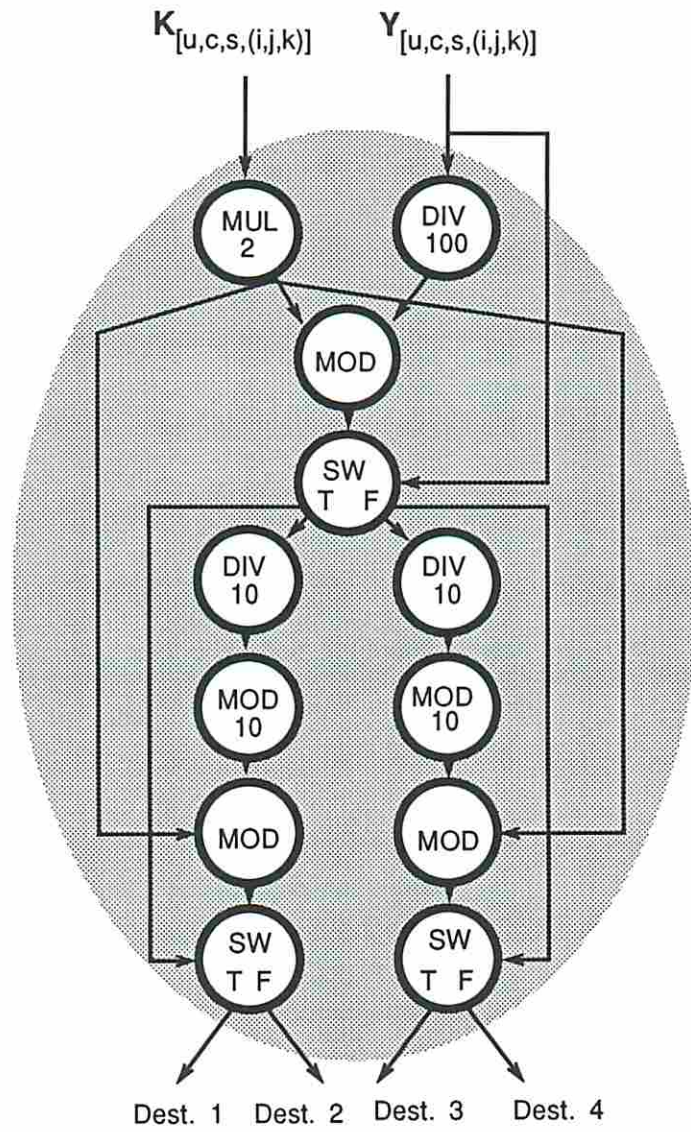 K[u,c,s,(i,j,k)] Y[u,c,s,(i,j,k)]
MUL DIV
2 100
MOD
SW
T F
DIV DIV
10 10
MOD MOD
10 10
MOD MOD
SW SW
T F T F
Dest. 1 Dest. 2 Dest. 3 Dest. 4